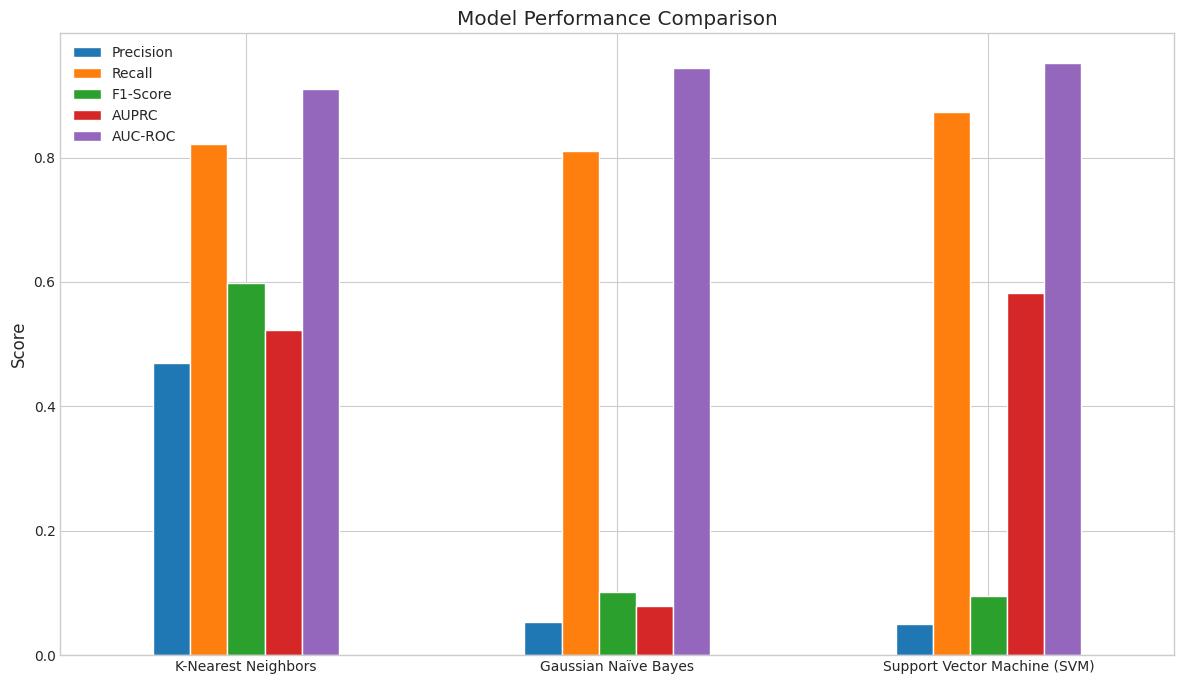 Model Performance Comparison
Precision
Recall
F1-Score
AUPRC
AUC-ROC
Score
0.8
0.6
0.4
0.2
0.0
K-Nearest Neighbors
Gaussian Naïve Bayes
Support Vector Machine (SVM)